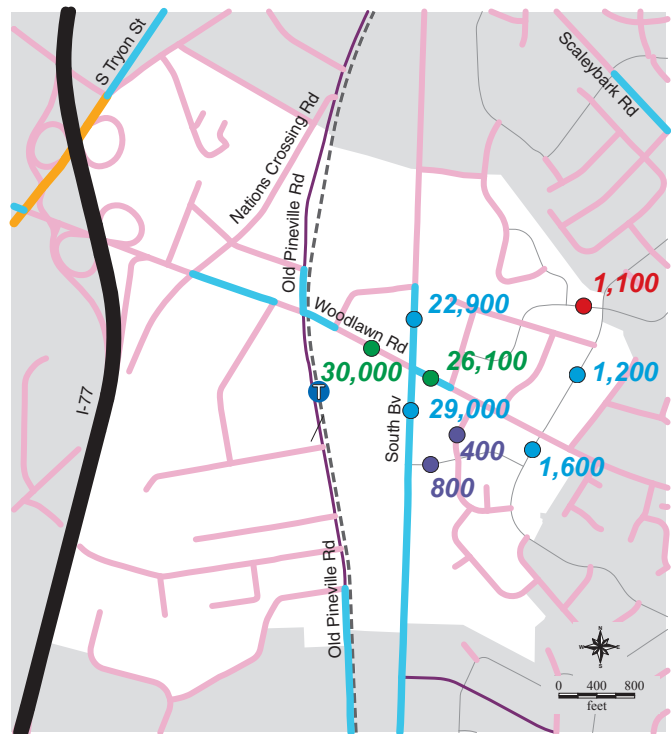 S Tryon St
Scaleybark Rd
Nations Crossing Rd
Old Pineville Rd
1,100
22,900
Woodlawn Rd
26,100
30,000
1,200
T
I-77
South Bv
29,000
400
1,600
800
Old Pineville Rd
N
W E
S
0 400 800
feet